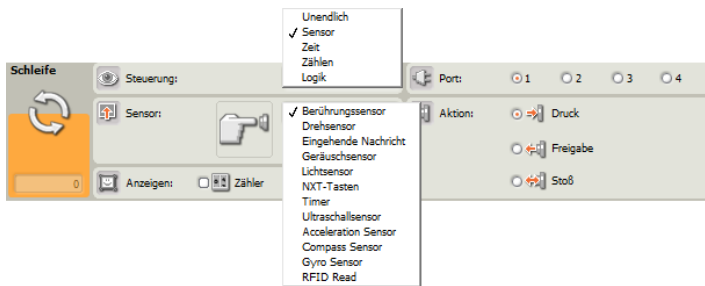 Unendlich
Sensor
Zeit
Zählen
Logik
Schleife
Steuerung:
Port:
1
2
3
4
Sensor:
Berührungssensor
Drehsensor
Eingehende Nachricht
Geräuschsensor
Lichtsensor
NXT-Tasten
Timer
Ultraschallsensor
Acceleration Sensor
Compass Sensor
Gyro Sensor
RFID Read
Aktion:
Druck
Freigabe
Stoß
0
Anzeigen:
Zähler